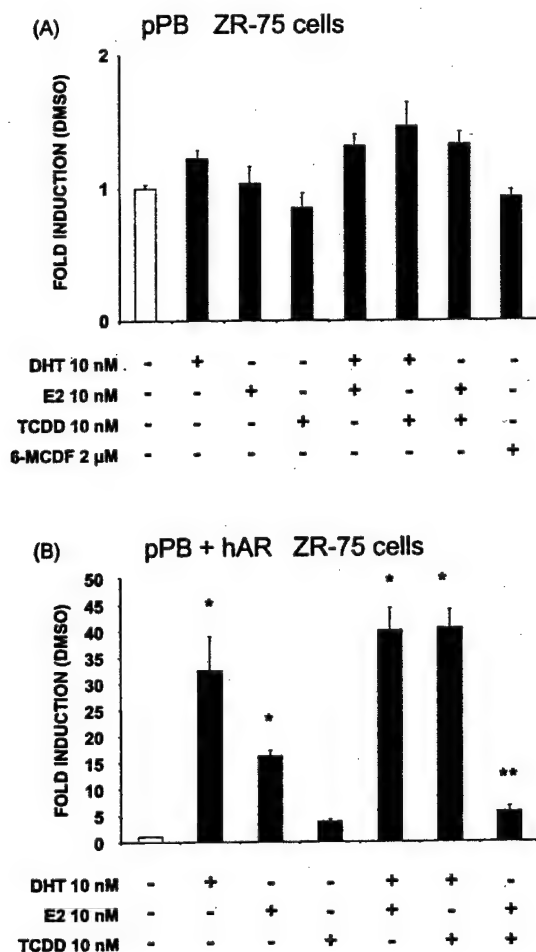 (A) pPB ZR-75 cells
FOLD INDUCTION (DMSO)
2
1
0
DHT 10 nM - + - - + + - -
E2 10 nM - - + - + - + -
TCDD 10 nM - - - + - + + -
6-MCDF 2 µM - - - - - - - +
(B) pPB + hAR ZR-75 cells
FOLD INDUCTION (DMSO)
50
45
40
35
30
25
20
15
10
5
0
* * * * **
DHT 10 nM - + - - + + -
E2 10 nM - - + - + - +
TCDD 10 nM - - - + - + +